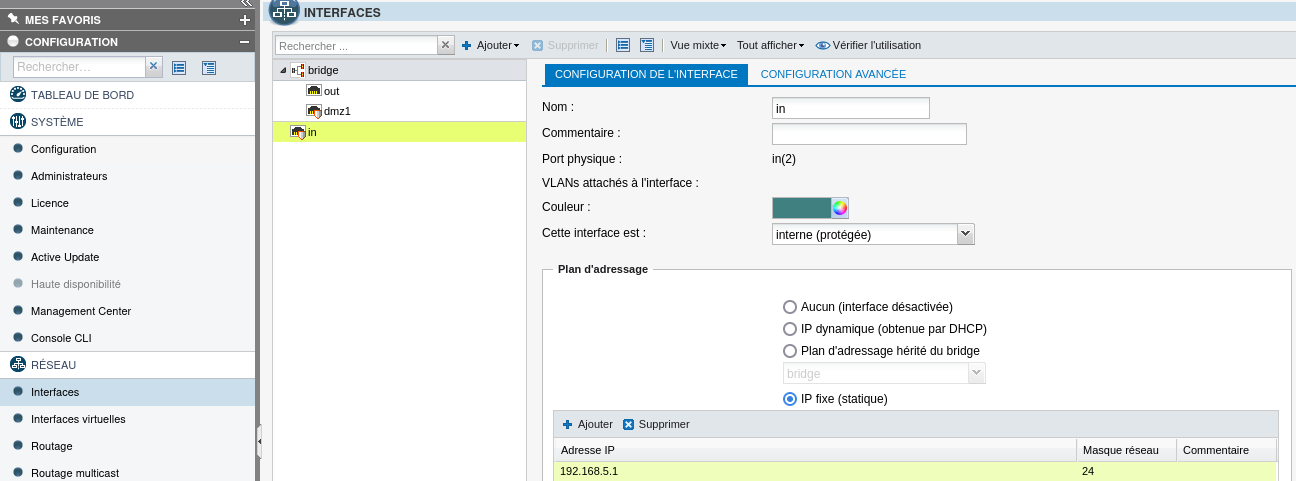 MES FAVORIS
CONFIGURATION
Rechercher...
TABLEAU DE BORD
SYSTÈME
Configuration
Administrateurs
Licence
Maintenance
Active Update
Haute disponibilité
Management Center
Console CLI
RÉSEAU
Interfaces
Interfaces virtuelles
Routage
Routage multicast
INTERFACES
Rechercher ... Ajouter Supprimer Vue mixte Tout afficher Vérifier l'utilisation
bridge
out
dmz1
in
CONFIGURATION DE L'INTERFACE CONFIGURATION AVANCÉE
Nom : in
Commentaire :
Port physique : in(2)
VLANs attachés à l'interface :
Couleur :
Cette interface est : interne (protégée)
Plan d'adressage
Aucun (interface désactivée)
IP dynamique (obtenue par DHCP)
Plan d'adressage hérité du bridge
bridge
IP fixe (statique)
Ajouter Supprimer
Adresse IP Masque réseau Commentaire
192.168.5.1 24